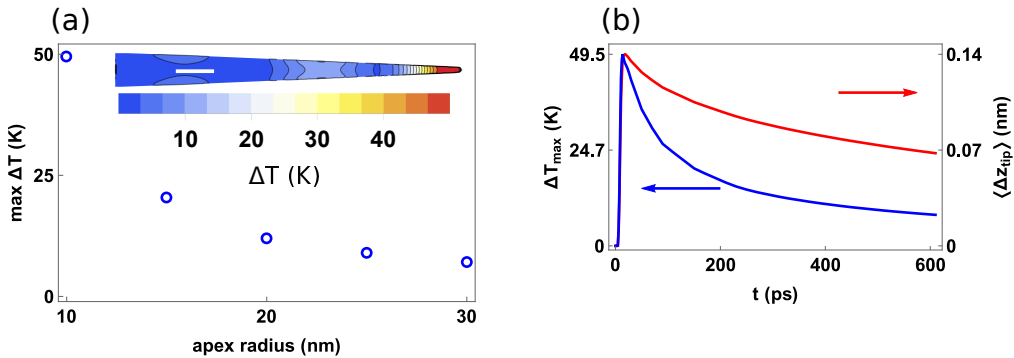 (a)
50
25
0
max ΔT (K)
10 20 30 40
ΔT (K)
10 20 30
apex radius (nm)
(b)
49.5
24.7
0
ΔT_max (K)
0.14
0.07
0
⟨Δz_tip⟩ (nm)
0 200 400 600
t (ps)